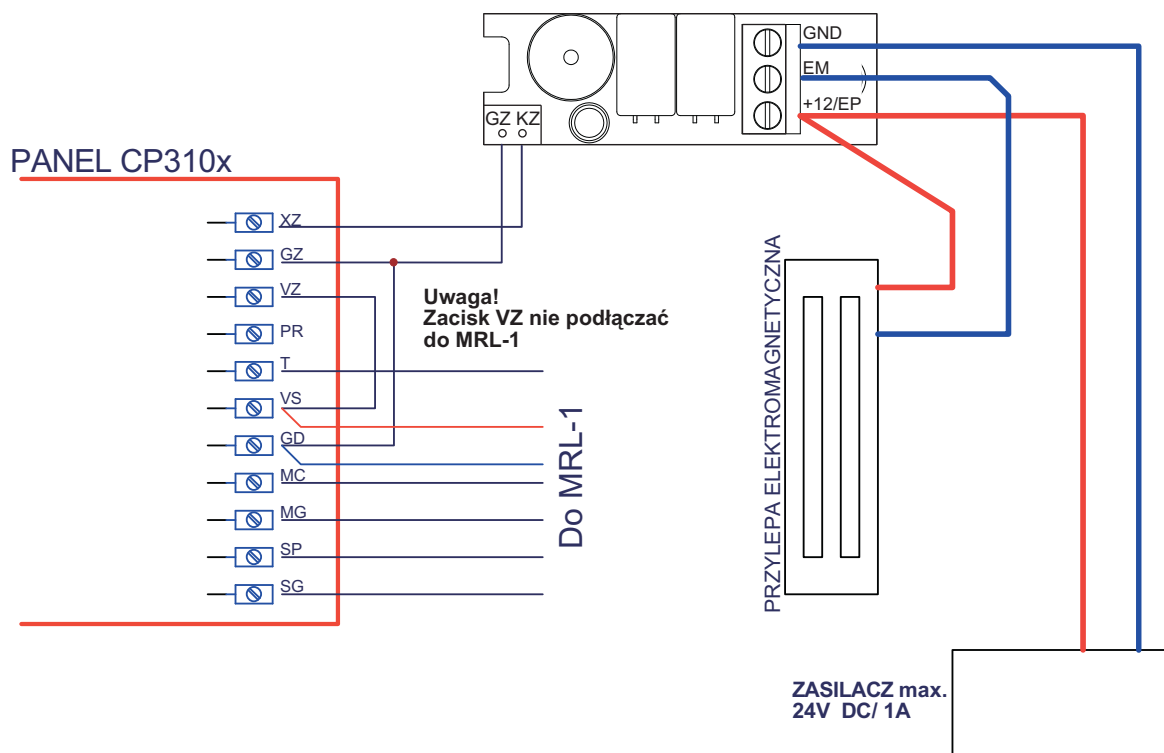 GND
EM
+12/EP
GZ KZ
PANEL CP310x
XZ
GZ
VZ
PR
T
VS
GD
MC
MG
SP
SG
Uwaga!
Zacisk VZ nie podłączać
do MRL-1
Do MRL-1
PRZYLEPA ELEKTROMAGNETYCZNA
ZASILACZ max.
24V DC/ 1A